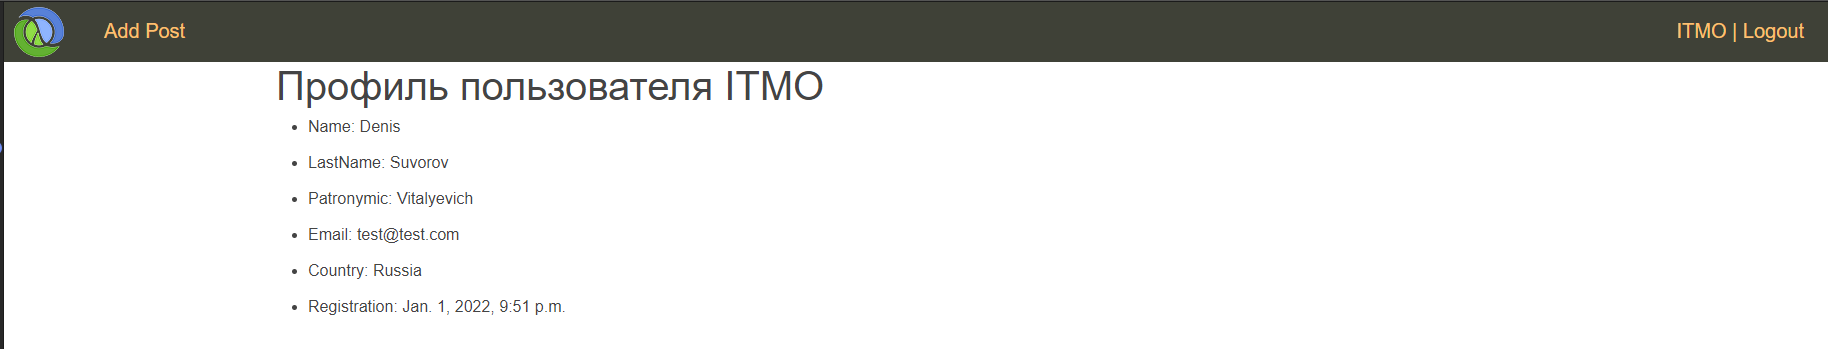 Add Post
ITMO | Logout
Профиль пользователя ITMO
Name: Denis
LastName: Suvorov
Patronymic: Vitalyevich
Email: test@test.com
Country: Russia
Registration: Jan. 1, 2022, 9:51 p.m.